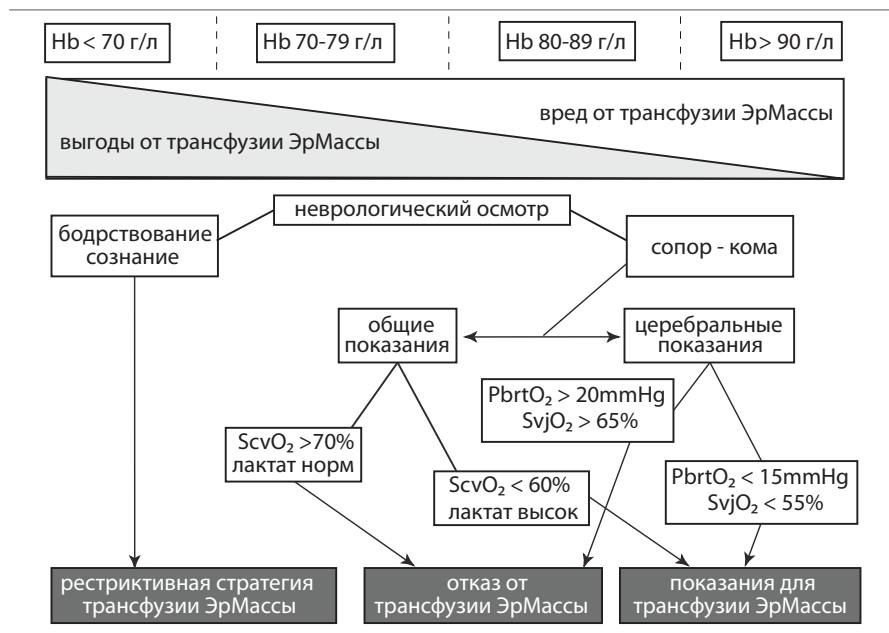 Hb < 70 г/л
Hb 70-79 г/л
Hb 80-89 г/л
Hb > 90 г/л
вред от трансфузии ЭрМассы
выгоды от трансфузии ЭрМассы
неврологический осмотр
бодрствование
сознание
сопор - кома
общие
показания
церебральные
показания
PbrtO₂ > 20mmHg
SvjO₂ > 65%
ScvO₂ >70%
лактат норм
ScvO₂ < 60%
лактат высок
PbrtO₂ < 15mmHg
SvjO₂ < 55%
рестриктивная стратегия
трансфузии ЭрМассы
отказ от
трансфузии ЭрМассы
показания для
трансфузии ЭрМассы